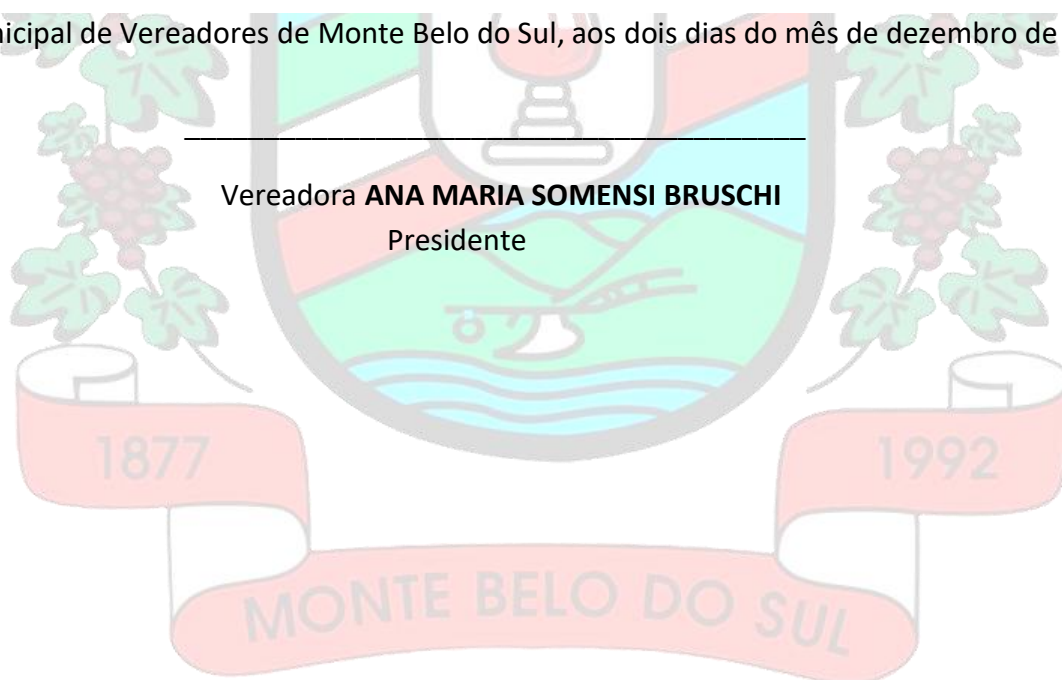 nicipal de Vereadores de Monte Belo do Sul, aos dois dias do mês de dezembro de
Vereadora ANA MARIA SOMENSI BRUSCHI
Presidente
1877
1992
MONTE BELO DO SUL